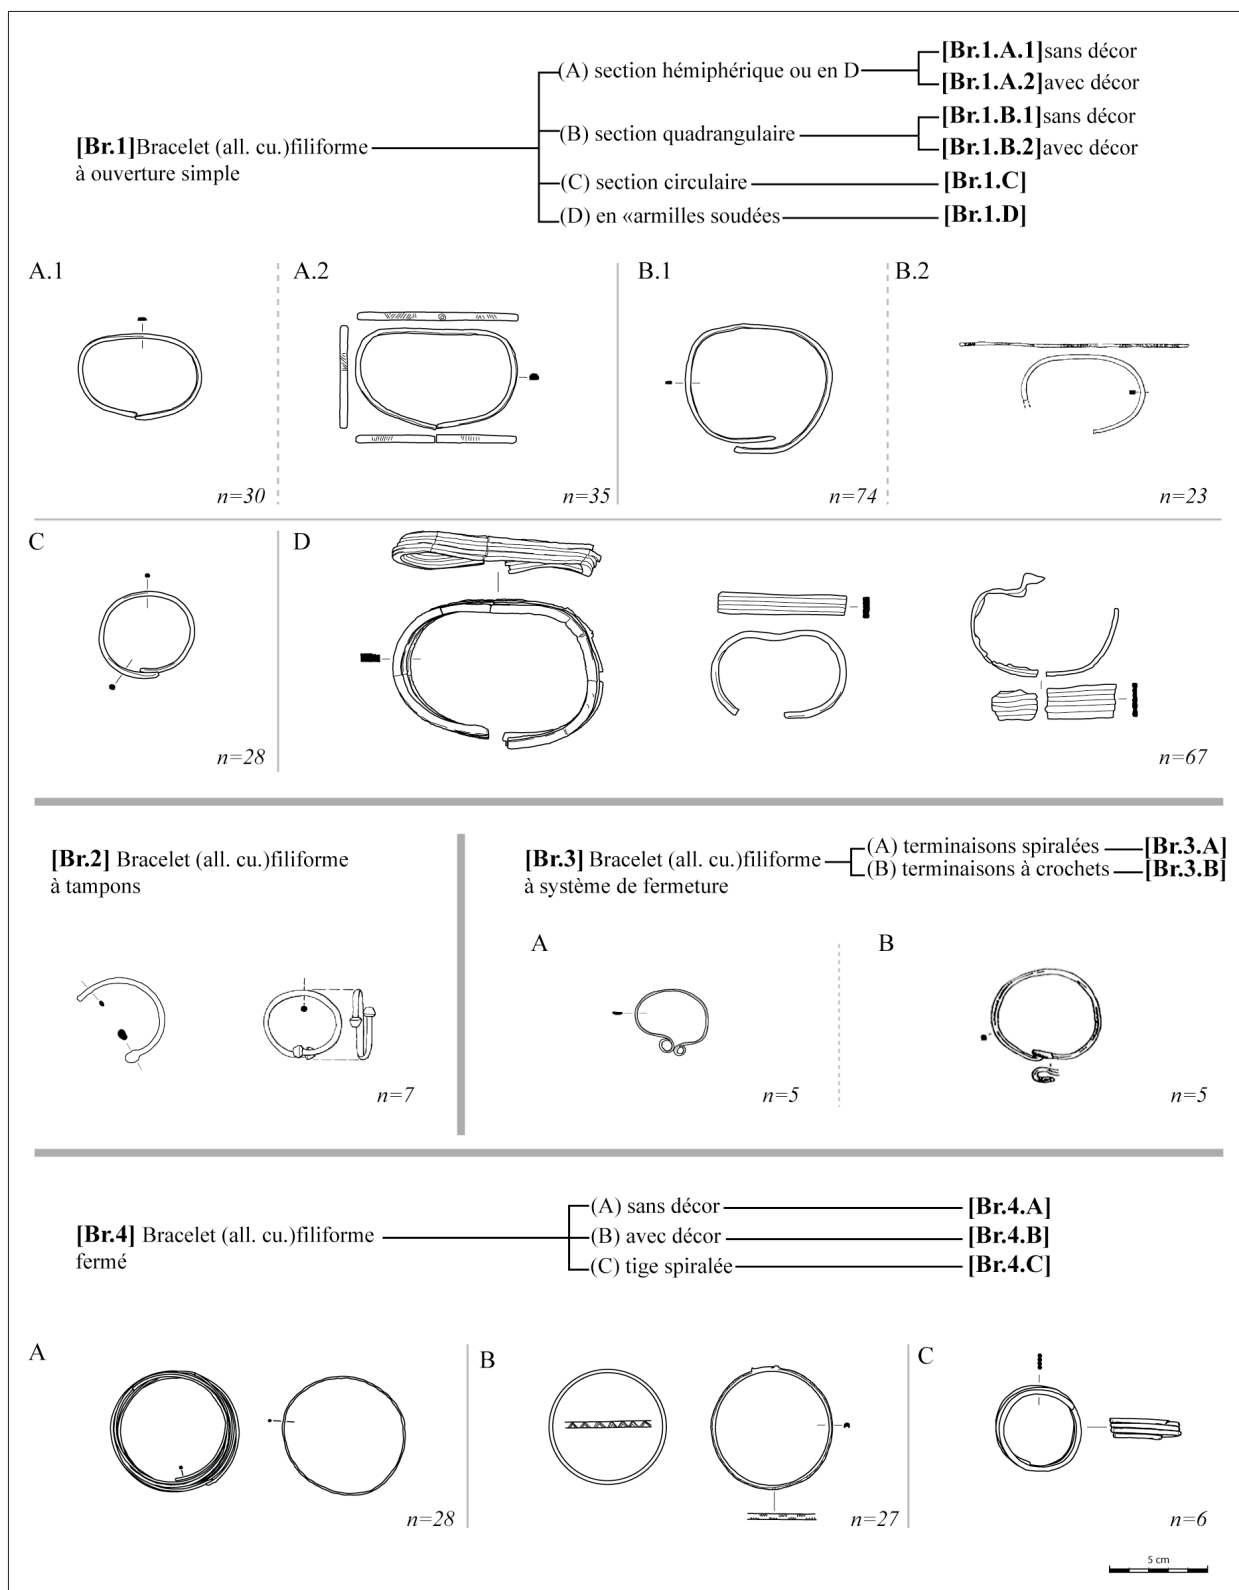 [Br.1]Bracelet (all. cu.)filiforme
à ouverture simple
(A) section hémiphérique ou en D
[Br.1.A.1]sans décor
[Br.1.A.2]avec décor
(B) section quadrangulaire
[Br.1.B.1]sans décor
[Br.1.B.2]avec décor
(C) section circulaire
[Br.1.C]
(D) en «armilles soudées
[Br.1.D]
A.1
n=30
A.2
n=35
B.1
n=74
B.2
n=23
C
n=28
D
n=67
[Br.2] Bracelet (all. cu.)filiforme
à tampons
n=7
[Br.3] Bracelet (all. cu.)filiforme
à système de fermeture
(A) terminaisons spiralées
[Br.3.A]
(B) terminaisons à crochets
[Br.3.B]
A
n=5
B
n=5
[Br.4] Bracelet (all. cu.)filiforme
fermé
(A) sans décor
[Br.4.A]
(B) avec décor
[Br.4.B]
(C) tige spiralée
[Br.4.C]
A
n=28
B
n=27
C
n=6
5 cm